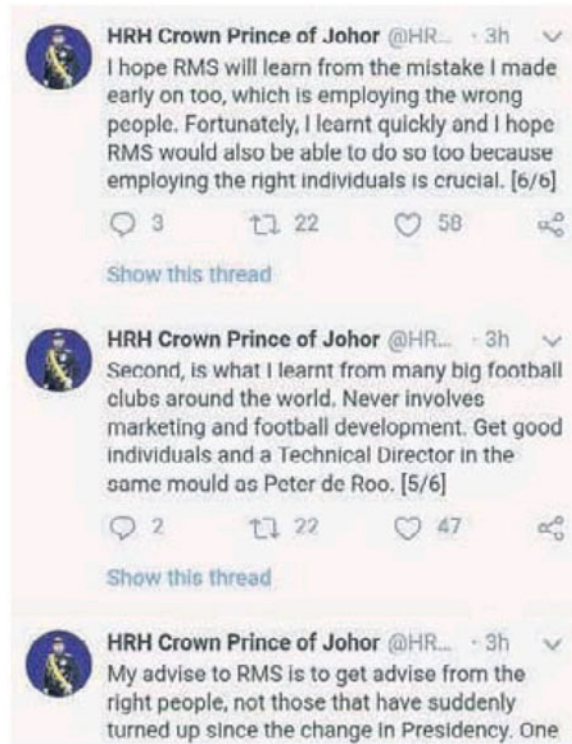 HRH Crown Prince of Johor @HR... · 3h
I hope RMS will learn from the mistake I made
early on too, which is employing the wrong
people. Fortunately, I learnt quickly and I hope
RMS would also be able to do so too because
employing the right individuals is crucial. [6/6]
3 22 58
Show this thread
HRH Crown Prince of Johor @HR... · 3h
Second, is what I learnt from many big football
clubs around the world. Never involves
marketing and football development. Get good
individuals and a Technical Director in the
same mould as Peter de Roo. [5/6]
2 22 47
Show this thread
HRH Crown Prince of Johor @HR... · 3h
My advise to RMS is to get advise from the
right people, not those that have suddenly
turned up since the change in Presidency. One